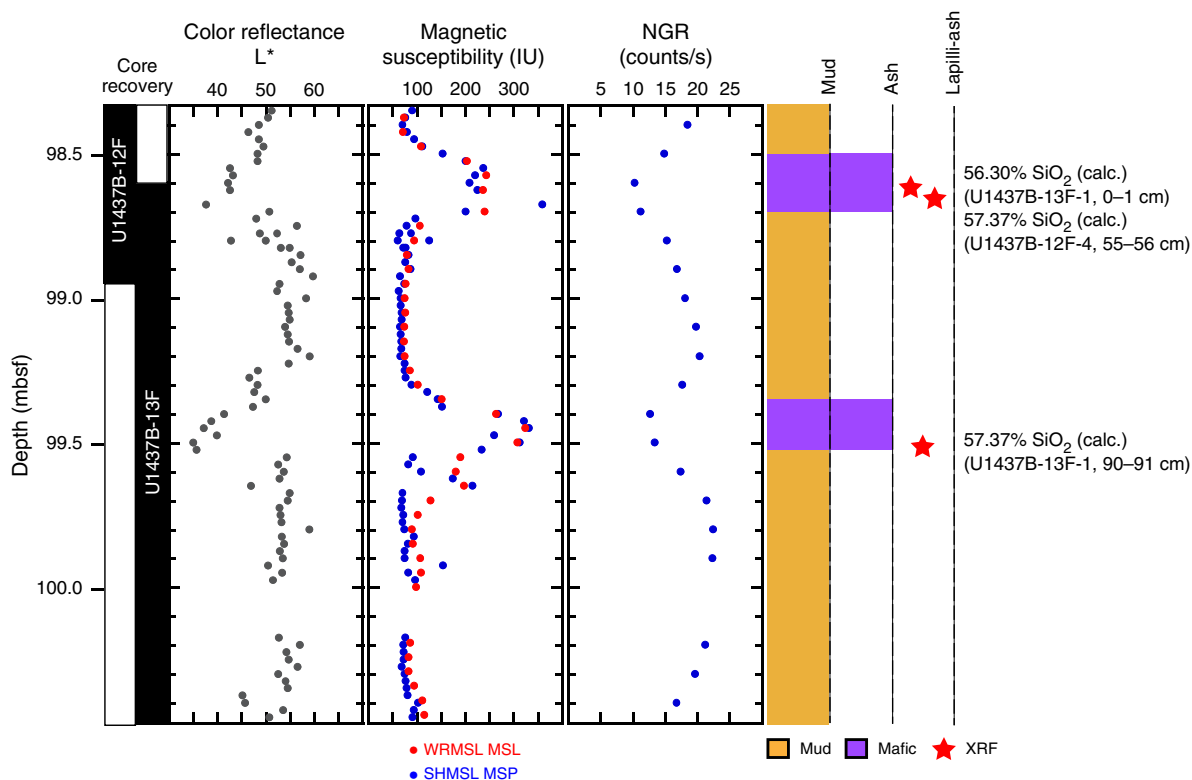 Color reflectance
L*
Magnetic
susceptibility (IU)
NGR
(counts/s)
Core
recovery
40 50 60
100 200 300
5 10 15 20 25
Mud
Ash
Lapilli-ash
Depth (mbsf)
98.5
99.0
99.5
100.0
U1437B-12F
U1437B-13F
56.30% SiO2 (calc.)
(U1437B-13F-1, 0–1 cm)
57.37% SiO2 (calc.)
(U1437B-12F-4, 55–56 cm)
57.37% SiO2 (calc.)
(U1437B-13F-1, 90–91 cm)
WRMSL MSL
SHMSL MSP
Mud
Mafic
XRF